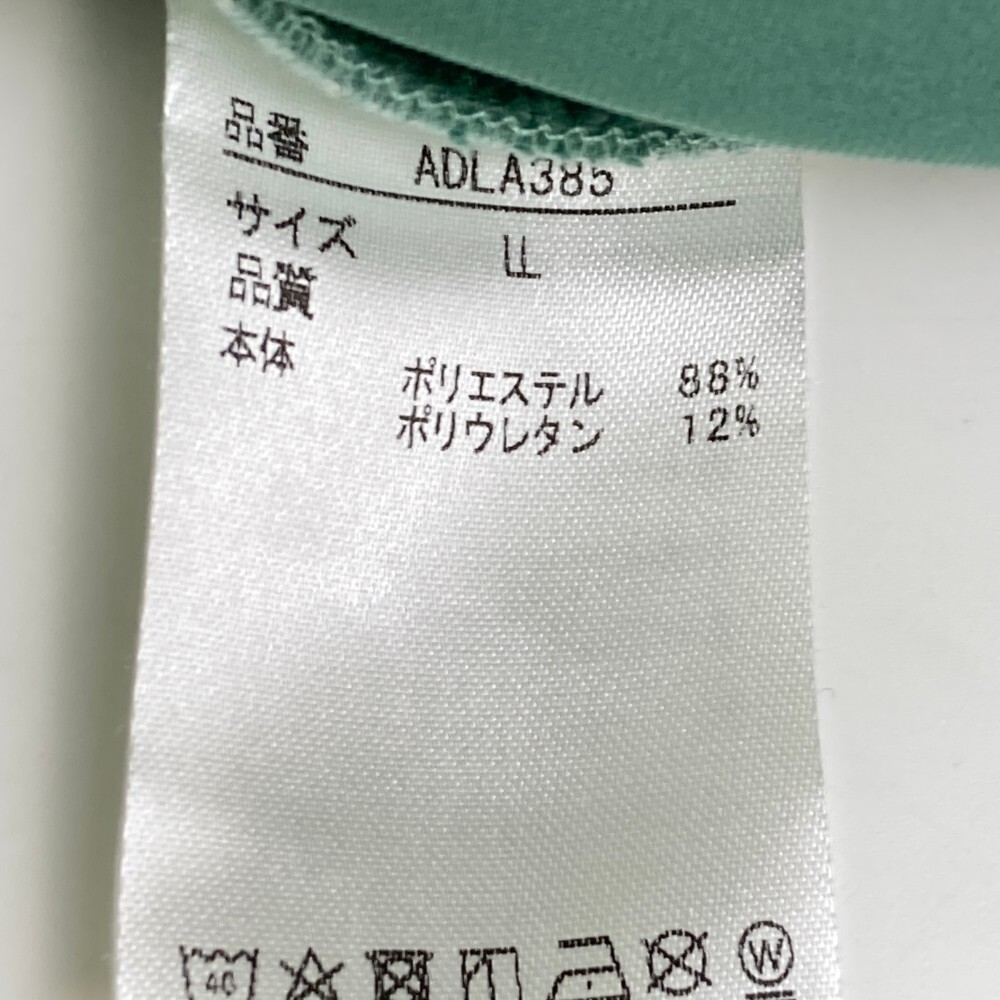 品番 ADLA385
サイズ LL
品質
本体
ポリエステル 88%
ポリウレタン 12%
40 W